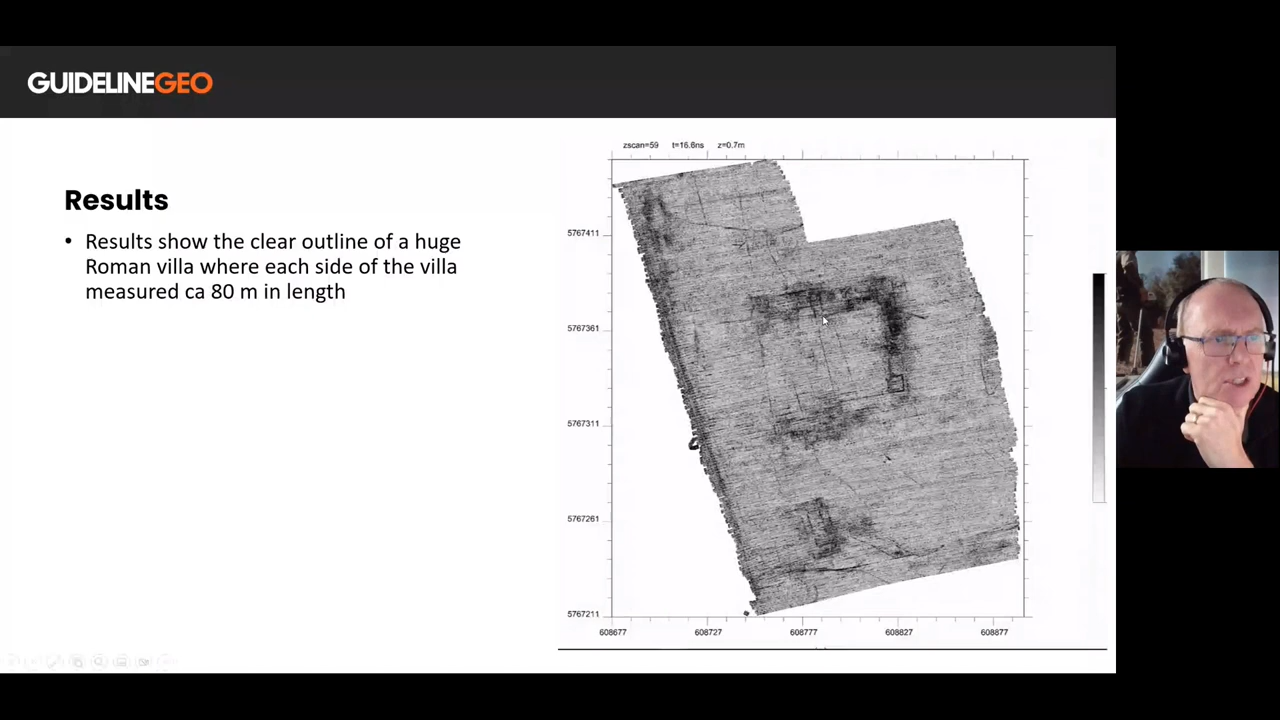 GUIDELINEGEO
Results
• Results show the clear outline of a huge
Roman villa where each side of the villa
measured ca 80 m in length
zscan=59 t=16.6ns z=0.7m
5767411
5767361
5767311
5767261
5767211
608677 608727 608777 608827 608877